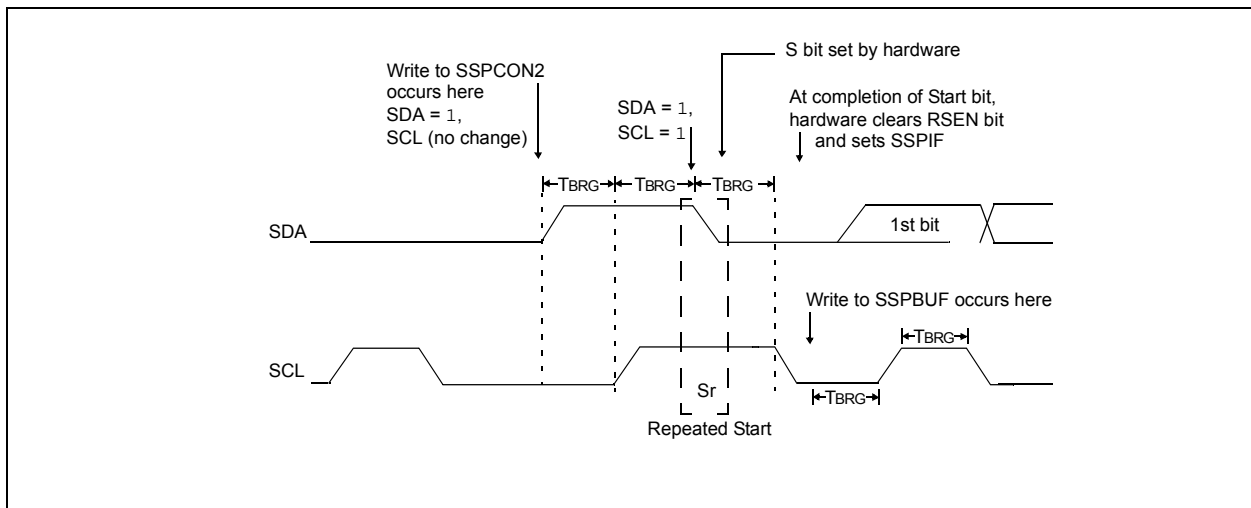 S bit set by hardware
Write to SSPCON2
occurs here
SDA = 1,
SCL (no change)
SDA = 1,
SCL = 1
At completion of Start bit,
hardware clears RSEN bit
and sets SSPIF
TBRG
TBRG
TBRG
SDA
1st bit
Write to SSPBUF occurs here
TBRG
SCL
Sr
TBRG
Repeated Start